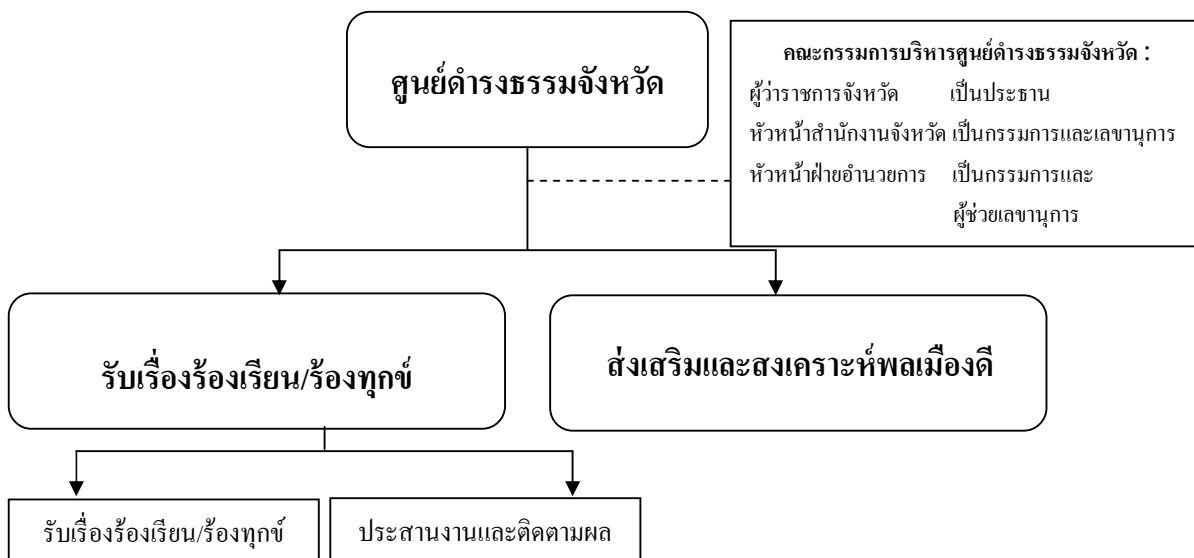 ศูนย์ดำรงธรรมจังหวัด
คณะกรรมการบริหารศูนย์ดำรงธรรมจังหวัด :
ผู้ว่าราชการจังหวัด เป็นประธาน
หัวหน้าสำนักงานจังหวัด เป็นกรรมการและเลขานุการ
หัวหน้าฝ่ายอำนวยการ เป็นกรรมการและ
ผู้ช่วยเลขานุการ
รับเรื่องร้องเรียน/ร้องทุกข์
ส่งเสริมและสงเคราะห์พลเมืองดี
รับเรื่องร้องเรียน/ร้องทุกข์
ประสานงานและติดตามผล